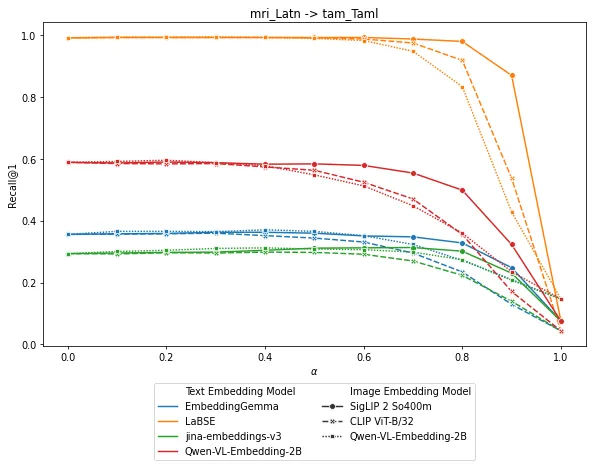 mri_Latn -> tam_Taml
1.0
0.8
0.6
0.4
0.2
0.0
Recall@1
0.0 0.2 0.4 0.6 0.8 1.0
α
Text Embedding Model Image Embedding Model
EmbeddingGemma SigLIP 2 So400m
LaBSE CLIP ViT-B/32
jina-embeddings-v3 Qwen-VL-Embedding-2B
Qwen-VL-Embedding-2B